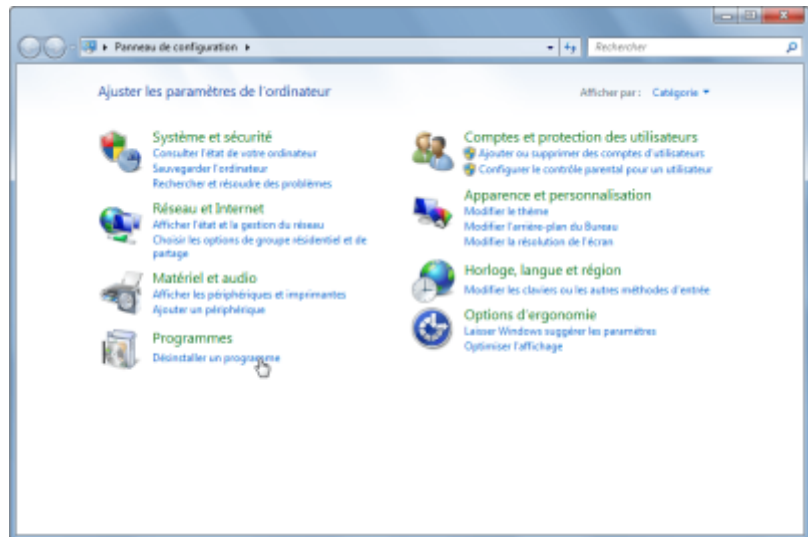 Panneau de configuration
Rechercher
Ajuster les paramètres de l'ordinateur
Afficher par : Catégorie
Système et sécurité
Consulter l'état de votre ordinateur
Sauvegarder l'ordinateur
Rechercher et résoudre des problèmes
Réseau et Internet
Afficher l'état et la gestion du réseau
Choisir les options de groupe résidentiel et de
partage
Matériel et audio
Afficher les périphériques et imprimantes
Ajouter un périphérique
Programmes
Désinstaller un programme
Comptes et protection des utilisateurs
Ajouter ou supprimer des comptes d'utilisateurs
Configurer le contrôle parental pour un utilisateur
Apparence et personnalisation
Modifier le thème
Modifier l'arrière-plan du Bureau
Modifier la résolution de l'écran
Horloge, langue et région
Modifier les claviers ou les autres méthodes d'entrée
Options d'ergonomie
Laisser Windows suggérer les paramètres
Optimiser l'affichage